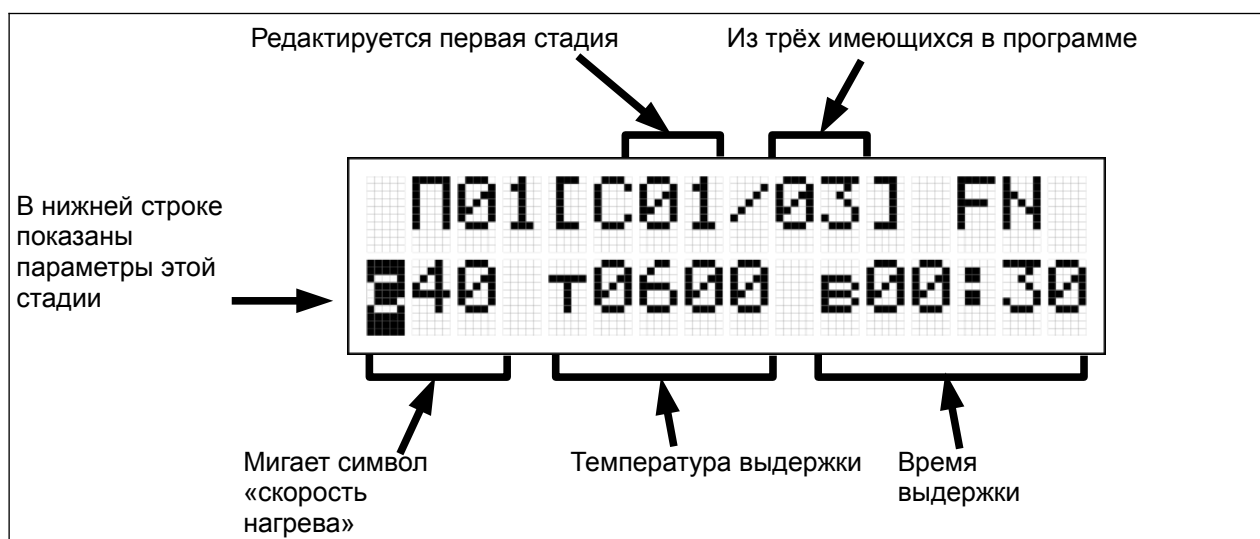 Редактируется первая стадия
Из трёх имеющихся в программе
П01[С01/03] FN
В нижней строке
показаны
параметры этой
стадии
40 т0600 в00:30
Мигает символ
«скорость
нагрева»
Температура выдержки
Время
выдержки